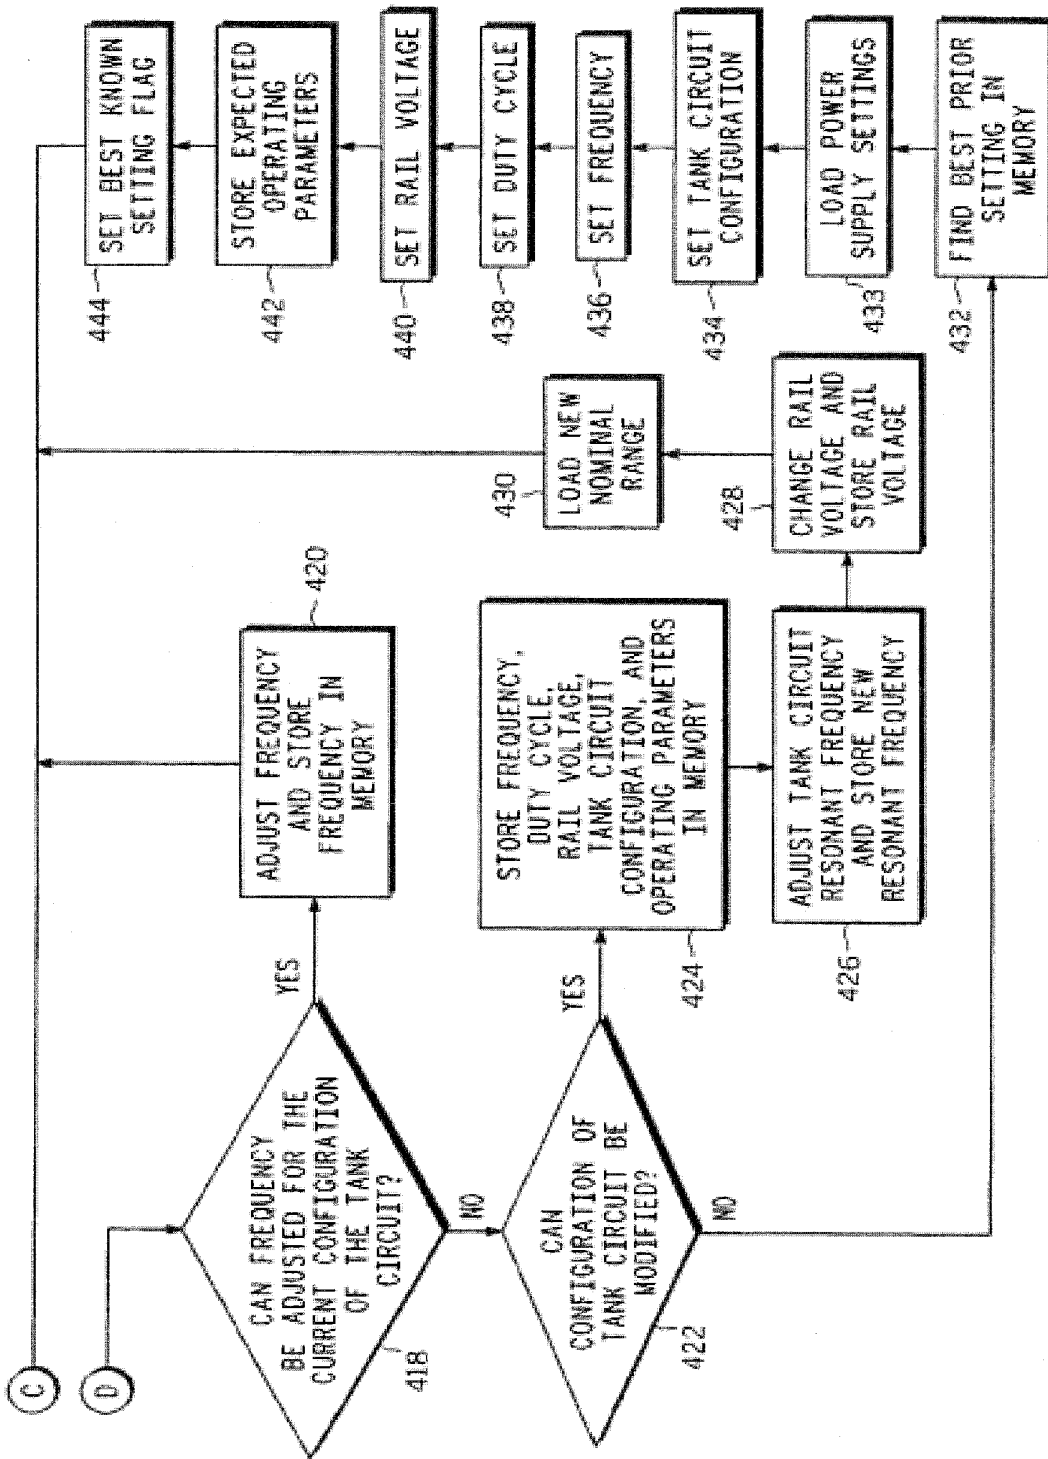 C
D
CAN FREQUENCY
BE ADJUSTED FOR THE
CURRENT CONFIGURATION
OF THE TANK
CIRCUIT?
418
YES
NO
ADJUST FREQUENCY
AND STORE
FREQUENCY IN
MEMORY
420
CAN
CONFIGURATION OF
TANK CIRCUIT BE
MODIFIED?
422
YES
NO
STORE FREQUENCY,
DUTY CYCLE,
RAIL VOLTAGE,
TANK CIRCUIT
CONFIGURATION, AND
OPERATING PARAMETERS
IN MEMORY
424
ADJUST TANK CIRCUIT
RESONANT FREQUENCY
AND STORE NEW
RESONANT FREQUENCY
426
CHANGE RAIL
VOLTAGE AND
STORE RAIL
VOLTAGE
428
LOAD NEW
NOMINAL
RANGE
430
FIND BEST PRIOR
SETTING IN
MEMORY
432
LOAD POWER
SUPPLY SETTINGS
433
SET TANK CIRCUIT
CONFIGURATION
434
SET FREQUENCY
436
SET DUTY CYCLE
438
SET RAIL VOLTAGE
440
STORE EXPECTED
OPERATING
PARAMETERS
442
SET BEST KNOWN
SETTING FLAG
444